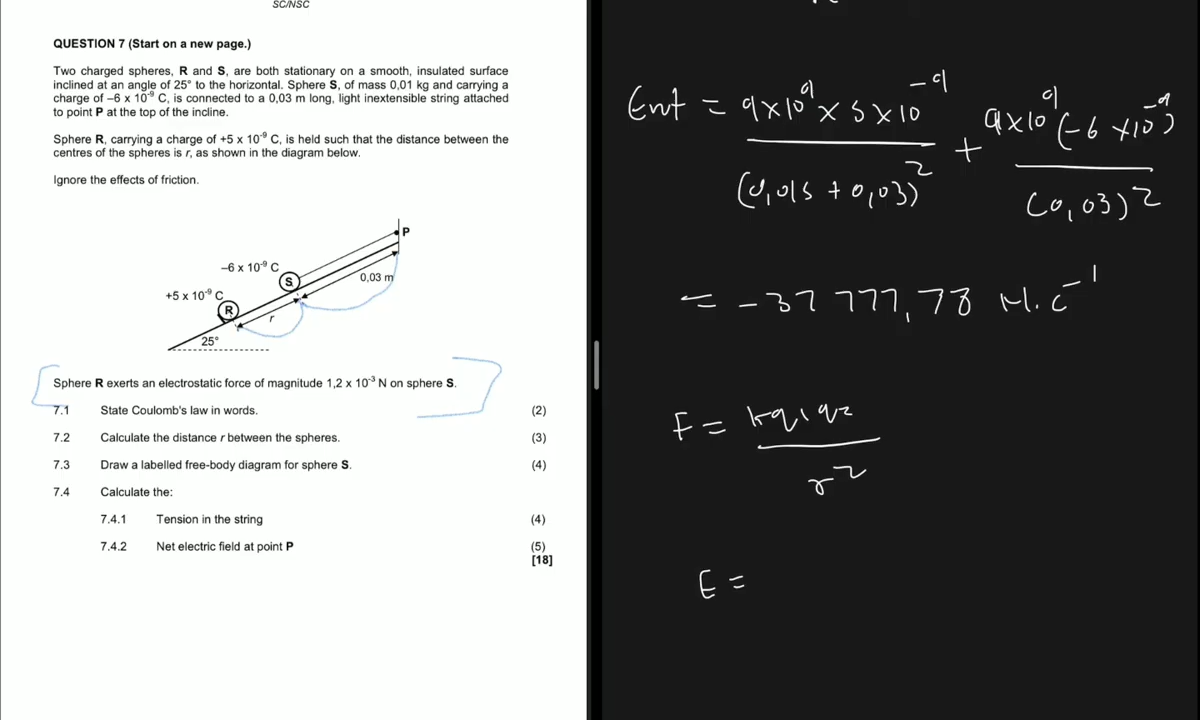 SC/NSC
QUESTION 7 (Start on a new page.)
Two charged spheres, R and S, are both stationary on a smooth, insulated surface
inclined at an angle of 25° to the horizontal. Sphere S, of mass 0,01 kg and carrying a
charge of –6 x 10⁻⁹ C, is connected to a 0,03 m long, light inextensible string attached
to point P at the top of the incline.
Sphere R, carrying a charge of +5 x 10⁻⁹ C, is held such that the distance between the
centres of the spheres is r, as shown in the diagram below.
Ignore the effects of friction.
P
–6 x 10⁻⁹ C
S
0,03 m
+5 x 10⁻⁹ C
R
r
25°
Sphere R exerts an electrostatic force of magnitude 1,2 x 10⁻³ N on sphere S.
7.1 State Coulomb's law in words. (2)
7.2 Calculate the distance r between the spheres. (3)
7.3 Draw a labelled free-body diagram for sphere S. (4)
7.4 Calculate the:
7.4.1 Tension in the string (4)
7.4.2 Net electric field at point P (5)
[18]
Enet = 9×10⁹ × 5×10⁻⁹ / (0,015 + 0,03)² + 9×10⁹(-6×10⁻⁹) / (0,03)²
= -37 777,78 N.C⁻¹
F = kq1q2 / r²
E =